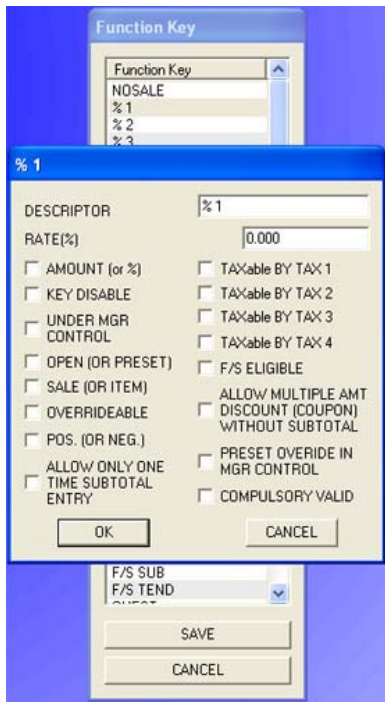 Function Key
Function Key
NOSALE
% 1
% 2
% 3
% 1
DESCRIPTOR
% 1
RATE(%)
0.000
AMOUNT (or %)
KEY DISABLE
UNDER MGR
CONTROL
OPEN (OR PRESET)
SALE (OR ITEM)
OVERRIDEABLE
POS. (OR NEG.)
ALLOW ONLY ONE
TIME SUBTOTAL
ENTRY
TAXable BY TAX 1
TAXable BY TAX 2
TAXable BY TAX 3
TAXable BY TAX 4
F/S ELIGIBLE
ALLOW MULTIPLE AMT
DISCOUNT (COUPON)
WITHOUT SUBTOTAL
PRESET OVERIDE IN
MGR CONTROL
COMPULSORY VALID
OK
CANCEL
F/S SUB
F/S TEND
SAVE
CANCEL